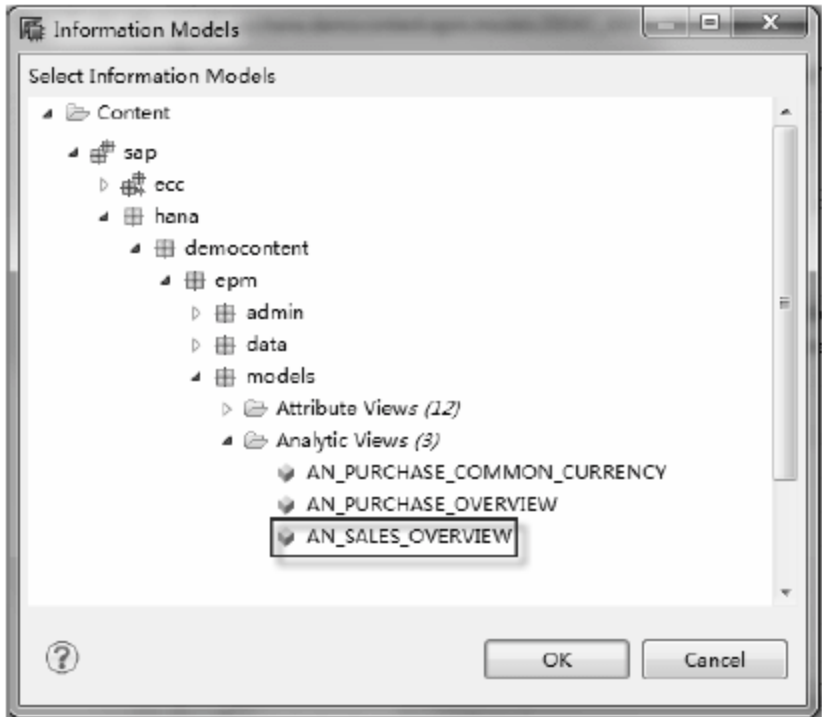 Information Models
Select Information Models
Content
sap
ecc
hana
democontent
epm
admin
data
models
Attribute Views (12)
Analytic Views (3)
AN_PURCHASE_COMMON_CURRENCY
AN_PURCHASE_OVERVIEW
AN_SALES_OVERVIEW
OK Cancel